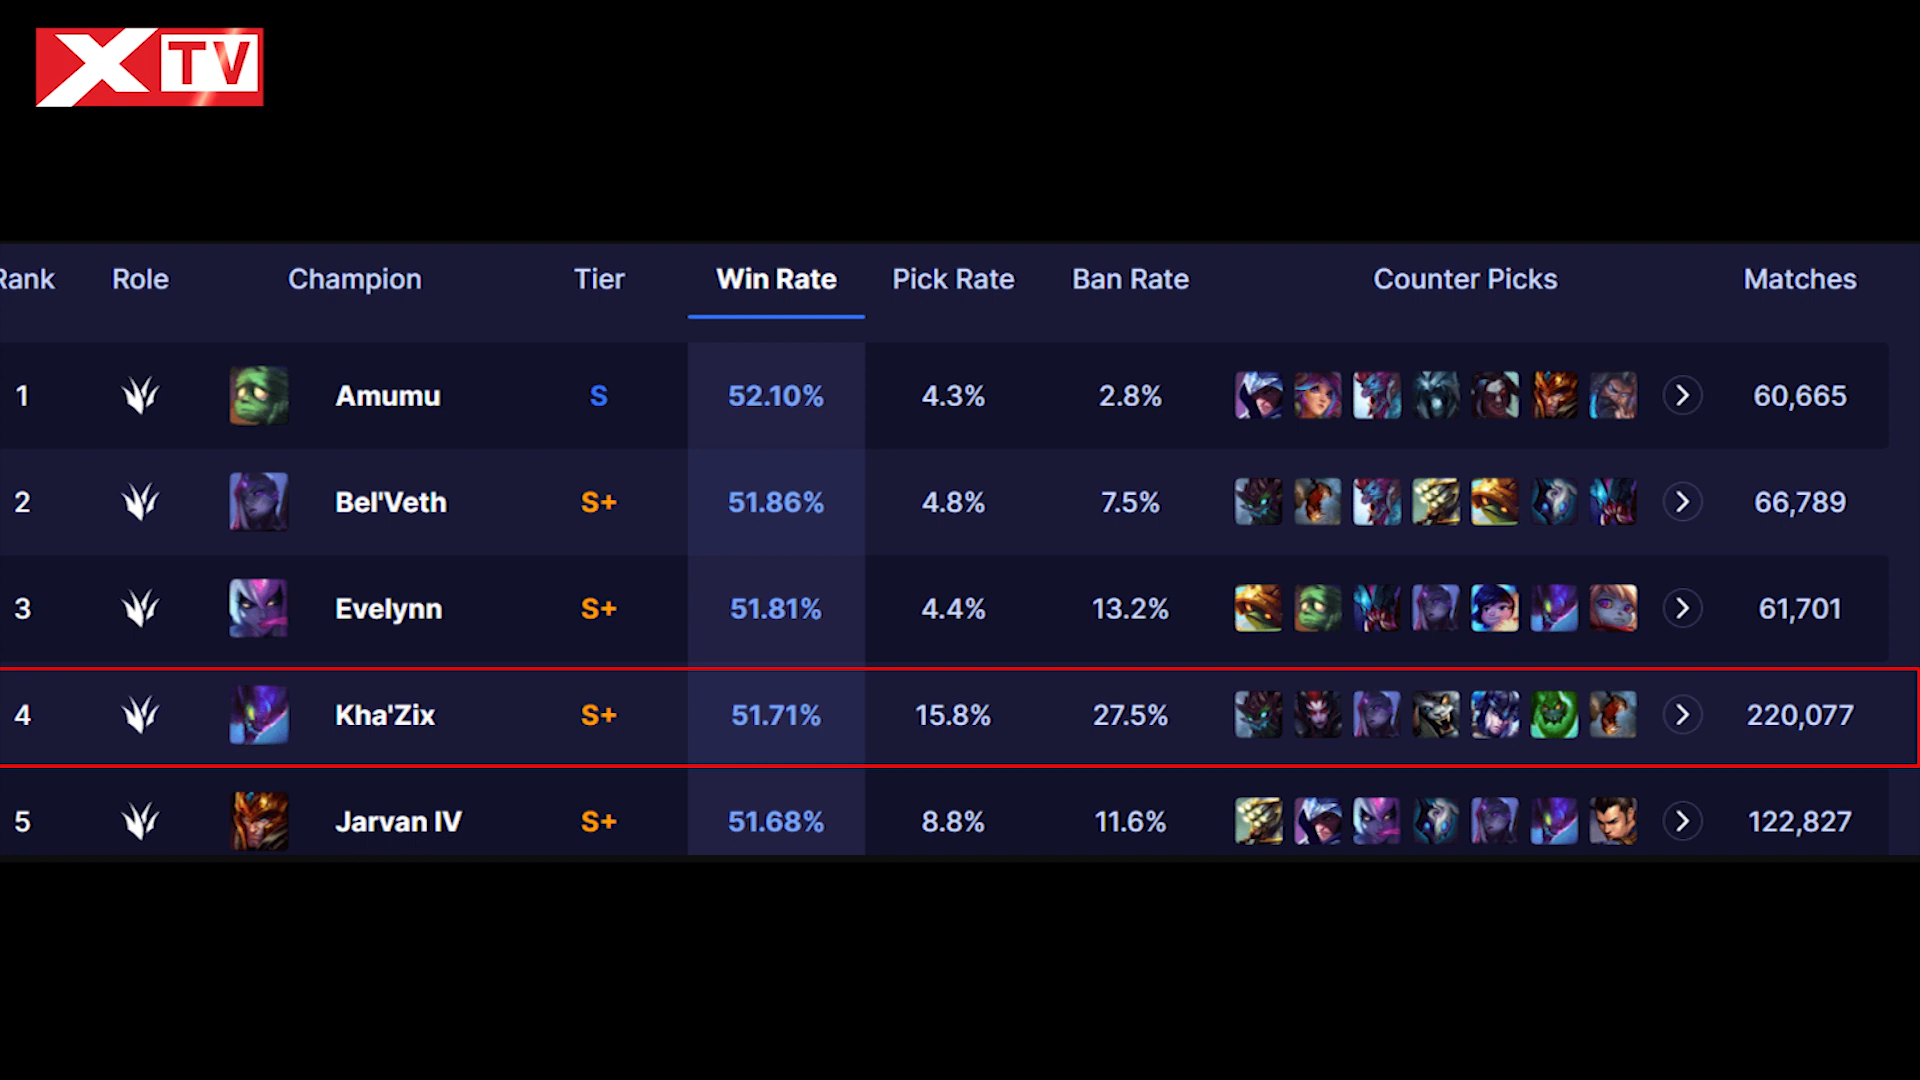 XTV
Rank Role Champion Tier Win Rate Pick Rate Ban Rate Counter Picks Matches
1 Amumu S 52.10% 4.3% 2.8% 60,665
2 Bel'Veth S+ 51.86% 4.8% 7.5% 66,789
3 Evelynn S+ 51.81% 4.4% 13.2% 61,701
4 Kha'Zix S+ 51.71% 15.8% 27.5% 220,077
5 Jarvan IV S+ 51.68% 8.8% 11.6% 122,827